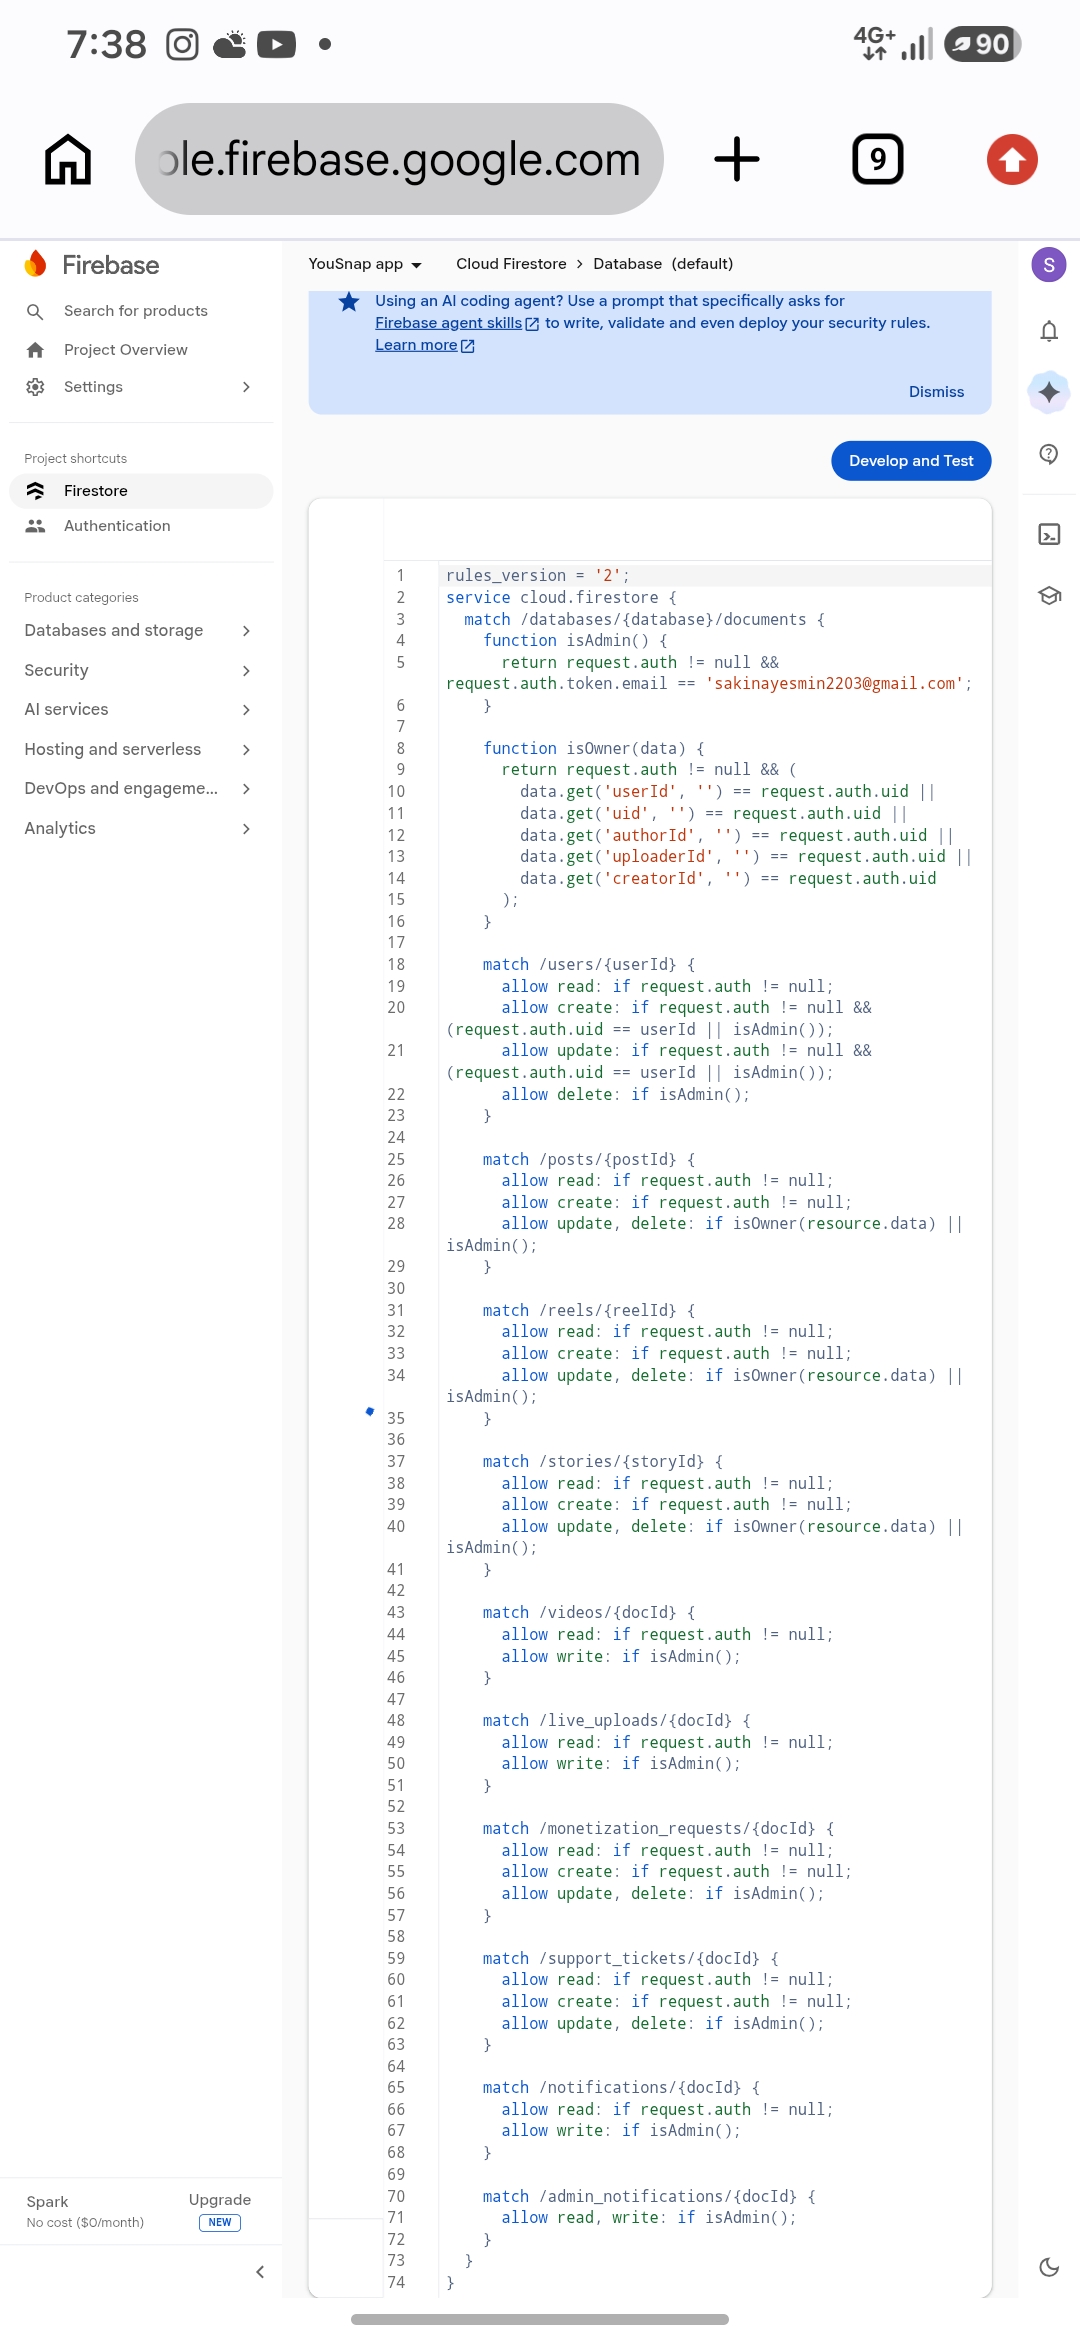 7:38
4G+
90
ole.firebase.google.com
9
Firebase
YouSnap app
Cloud Firestore > Database (default)
S
Using an AI coding agent? Use a prompt that specifically asks for
Firebase agent skills to write, validate and even deploy your security rules.
Learn more
Dismiss
Search for products
Project Overview
Settings
Develop and Test
Project shortcuts
Firestore
Authentication
Product categories
Databases and storage
Security
AI services
Hosting and serverless
DevOps and engageme...
Analytics
1 rules_version = '2';
2 service cloud.firestore {
3   match /databases/{database}/documents {
4     function isAdmin() {
5       return request.auth != null &&
request.auth.token.email == 'sakinayesmin2203@gmail.com';
6     }
7
8     function isOwner(data) {
9       return request.auth != null && (
10         data.get('userId', '') == request.auth.uid ||
11         data.get('uid', '') == request.auth.uid ||
12         data.get('authorId', '') == request.auth.uid ||
13         data.get('uploaderId', '') == request.auth.uid ||
14         data.get('creatorId', '') == request.auth.uid
15       );
16     }
17
18     match /users/{userId} {
19       allow read: if request.auth != null;
20       allow create: if request.auth != null &&
(request.auth.uid == userId || isAdmin());
21       allow update: if request.auth != null &&
(request.auth.uid == userId || isAdmin());
22       allow delete: if isAdmin();
23     }
24
25     match /posts/{postId} {
26       allow read: if request.auth != null;
27       allow create: if request.auth != null;
28       allow update, delete: if isOwner(resource.data) ||
isAdmin();
29     }
30
31     match /reels/{reelId} {
32       allow read: if request.auth != null;
33       allow create: if request.auth != null;
34       allow update, delete: if isOwner(resource.data) ||
isAdmin();
35     }
36
37     match /stories/{storyId} {
38       allow read: if request.auth != null;
39       allow create: if request.auth != null;
40       allow update, delete: if isOwner(resource.data) ||
isAdmin();
41     }
42
43     match /videos/{docId} {
44       allow read: if request.auth != null;
45       allow write: if isAdmin();
46     }
47
48     match /live_uploads/{docId} {
49       allow read: if request.auth != null;
50       allow write: if isAdmin();
51     }
52
53     match /monetization_requests/{docId} {
54       allow read: if request.auth != null;
55       allow create: if request.auth != null;
56       allow update, delete: if isAdmin();
57     }
58
59     match /support_tickets/{docId} {
60       allow read: if request.auth != null;
61       allow create: if request.auth != null;
62       allow update, delete: if isAdmin();
63     }
64
65     match /notifications/{docId} {
66       allow read: if request.auth != null;
67       allow write: if isAdmin();
68     }
69
70     match /admin_notifications/{docId} {
71       allow read, write: if isAdmin();
72     }
73   }
74 }
Spark
No cost ($0/month)
Upgrade
NEW